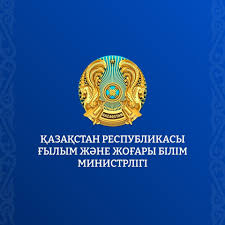 ҚАЗАҚСТАН РЕСПУБЛИКАСЫ
ҒЫЛЫМ ЖӘНЕ ЖОҒАРЫ БІЛІМ
МИНИСТРЛІГІ